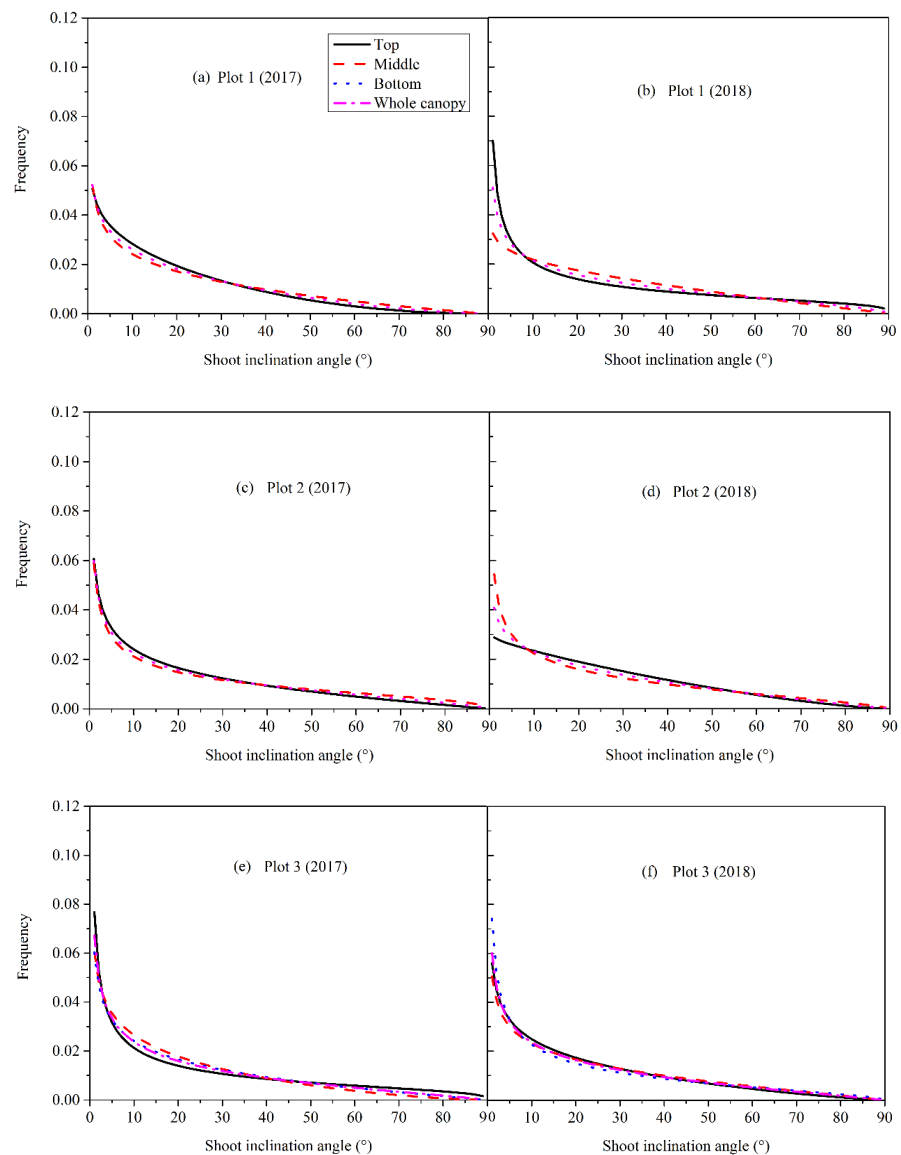 0.12
0.10
0.08
0.06
0.04
0.02
0.00
Frequency
(a) Plot 1 (2017)
Top
Middle
Bottom
Whole canopy
(b) Plot 1 (2018)
0 10 20 30 40 50 60 70 80 90 10 20 30 40 50 60 70 80 90
Shoot inclination angle (°) Shoot inclination angle (°)
0.12
0.10
0.08
0.06
0.04
0.02
0.00
Frequency
(c) Plot 2 (2017)
(d) Plot 2 (2018)
0 10 20 30 40 50 60 70 80 90 10 20 30 40 50 60 70 80 90
Shoot inclination angle (°) Shoot inclination angle (°)
0.12
0.10
0.08
0.06
0.04
0.02
0.00
Frequency
(e) Plot 3 (2017)
(f) Plot 3 (2018)
0 10 20 30 40 50 60 70 80 90 10 20 30 40 50 60 70 80 90
Shoot inclination angle (°) Shoot inclination angle (°)